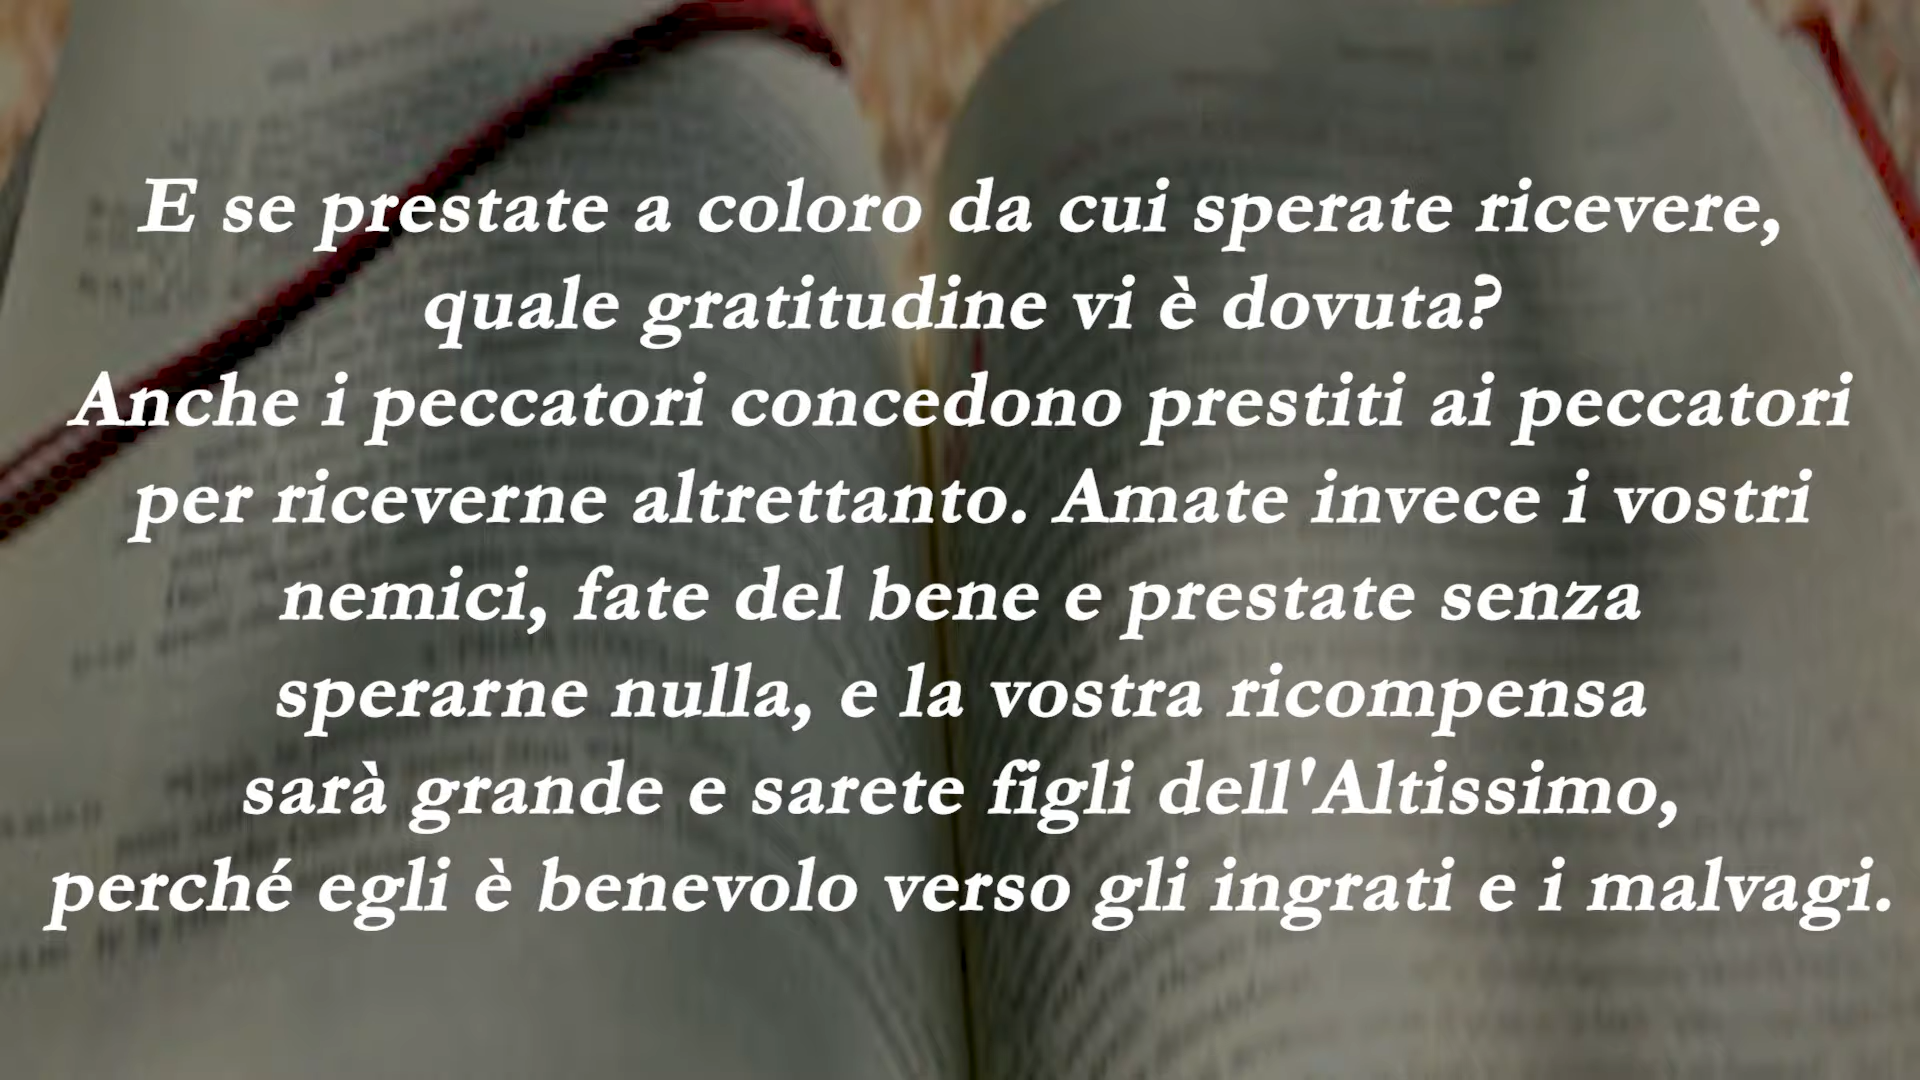 E se prestate a coloro da cui sperate ricevere,
quale gratitudine vi è dovuta?
Anche i peccatori concedono prestiti ai peccatori
per riceverne altrettanto. Amate invece i vostri
nemici, fate del bene e prestate senza
sperarne nulla, e la vostra ricompensa
sarà grande e sarete figli dell'Altissimo,
perché egli è benevolo verso gli ingrati e i malvagi.